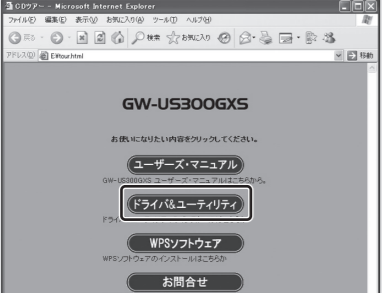 CDツアー - Microsoft Internet Explorer
ファイル(F) 編集(E) 表示(V) お気に入り(A) ツール(T) ヘルプ(H)
戻る 検索 お気に入り
アドレス(D) E:¥tour.html 移動
GW-US300GXS
お使いになりたい内容をクリックしてください。
ユーザーズ・マニュアル
GW-US300GXS ユーザーズ・マニュアルはこちらから。
ドライバ&ユーティリティ
WPSソフトウェア
WPSソフトウェアのインストールはこちらか
お問合せ